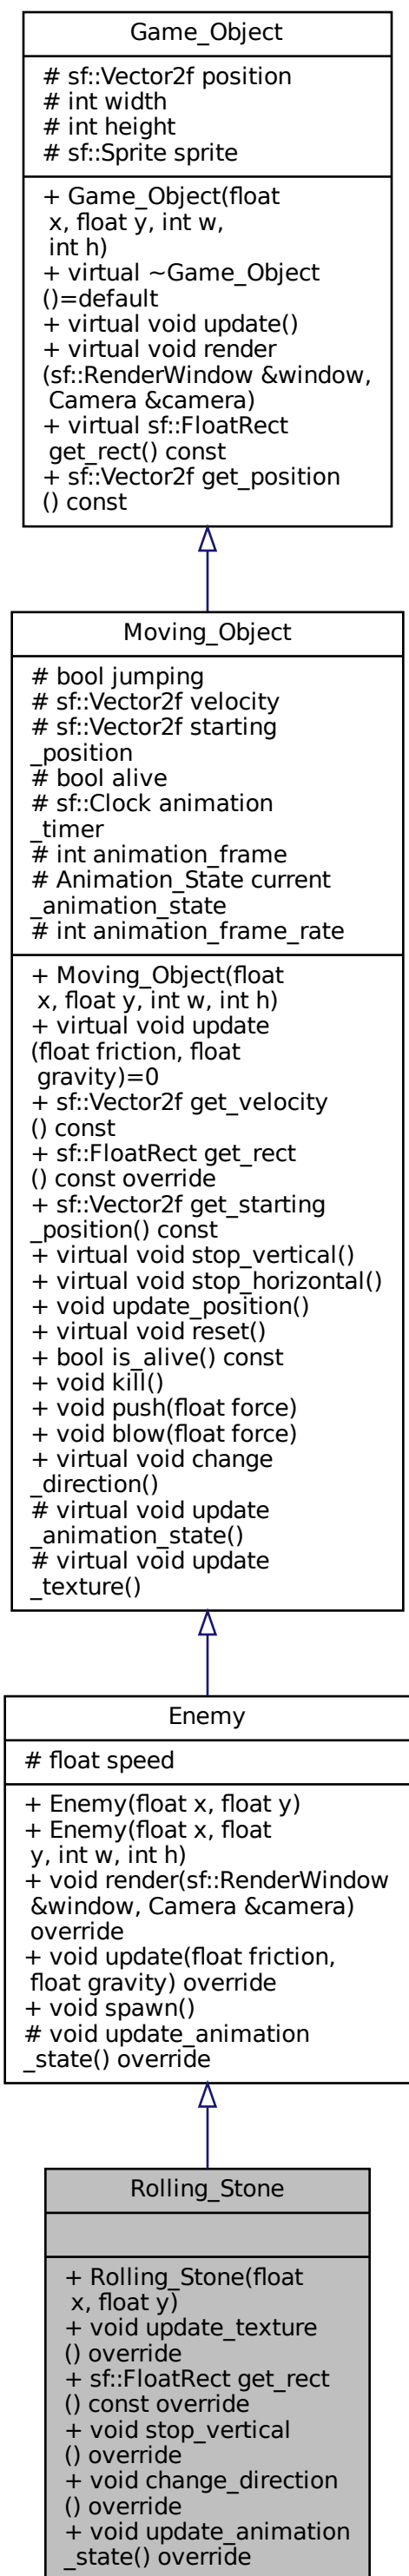 Game_Object
# sf::Vector2f position
# int width
# int height
# sf::Sprite sprite
+ Game_Object(float
x, float y, int w,
int h)
+ virtual ~Game_Object
()=default
+ virtual void update()
+ virtual void render
(sf::RenderWindow &window,
Camera &camera)
+ virtual sf::FloatRect
get_rect() const
+ sf::Vector2f get_position
() const
Moving_Object
# bool jumping
# sf::Vector2f velocity
# sf::Vector2f starting
_position
# bool alive
# sf::Clock animation
_timer
# int animation_frame
# Animation_State current
_animation_state
# int animation_frame_rate
+ Moving_Object(float
x, float y, int w, int h)
+ virtual void update
(float friction, float
gravity)=0
+ sf::Vector2f get_velocity
() const
+ sf::FloatRect get_rect
() const override
+ sf::Vector2f get_starting
_position() const
+ virtual void stop_vertical()
+ virtual void stop_horizontal()
+ void update_position()
+ virtual void reset()
+ bool is_alive() const
+ void kill()
+ void push(float force)
+ void blow(float force)
+ virtual void change
_direction()
# virtual void update
_animation_state()
# virtual void update
_texture()
Enemy
# float speed
+ Enemy(float x, float y)
+ Enemy(float x, float
y, int w, int h)
+ void render(sf::RenderWindow
&window, Camera &camera)
override
+ void update(float friction,
float gravity) override
+ void spawn()
# void update_animation
_state() override
Rolling_Stone
+ Rolling_Stone(float
x, float y)
+ void update_texture
() override
+ sf::FloatRect get_rect
() const override
+ void stop_vertical
() override
+ void change_direction
() override
+ void update_animation
_state() override